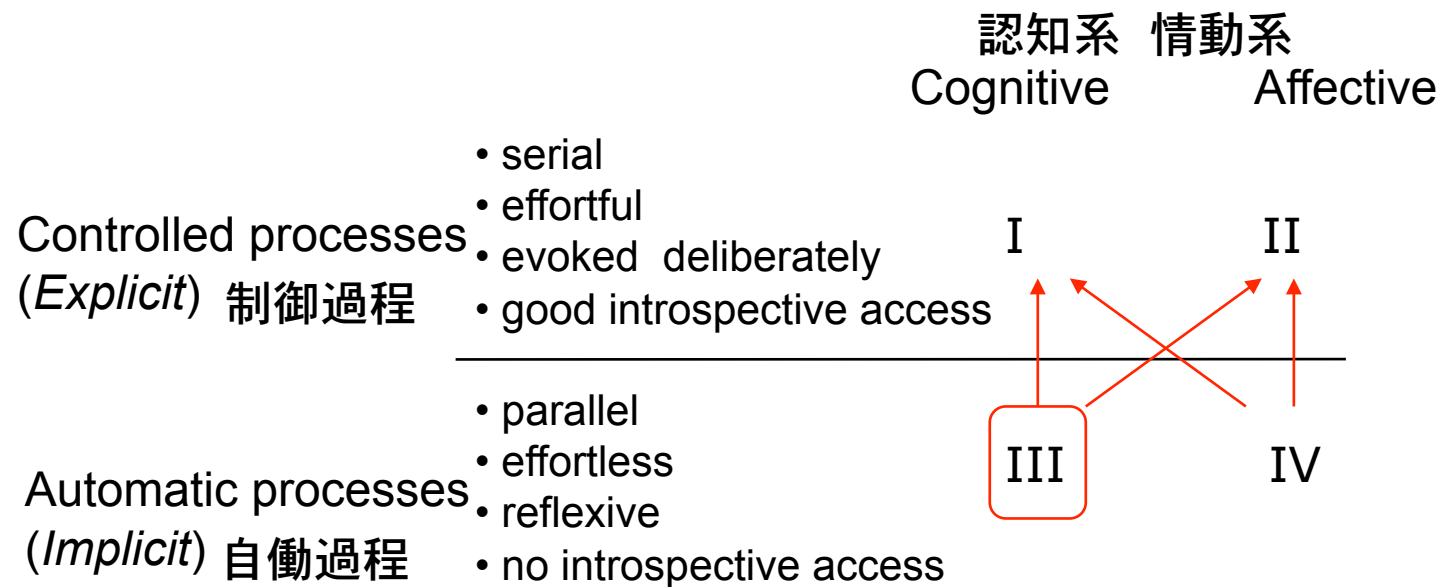 認知系 情動系
Cognitive Affective
• serial
• effortful
Controlled processes
• evoked deliberately
(Explicit) 制御過程
• good introspective access
I II
• parallel
• effortless
Automatic processes
• reflexive
(Implicit) 自働過程
• no introspective access
III IV